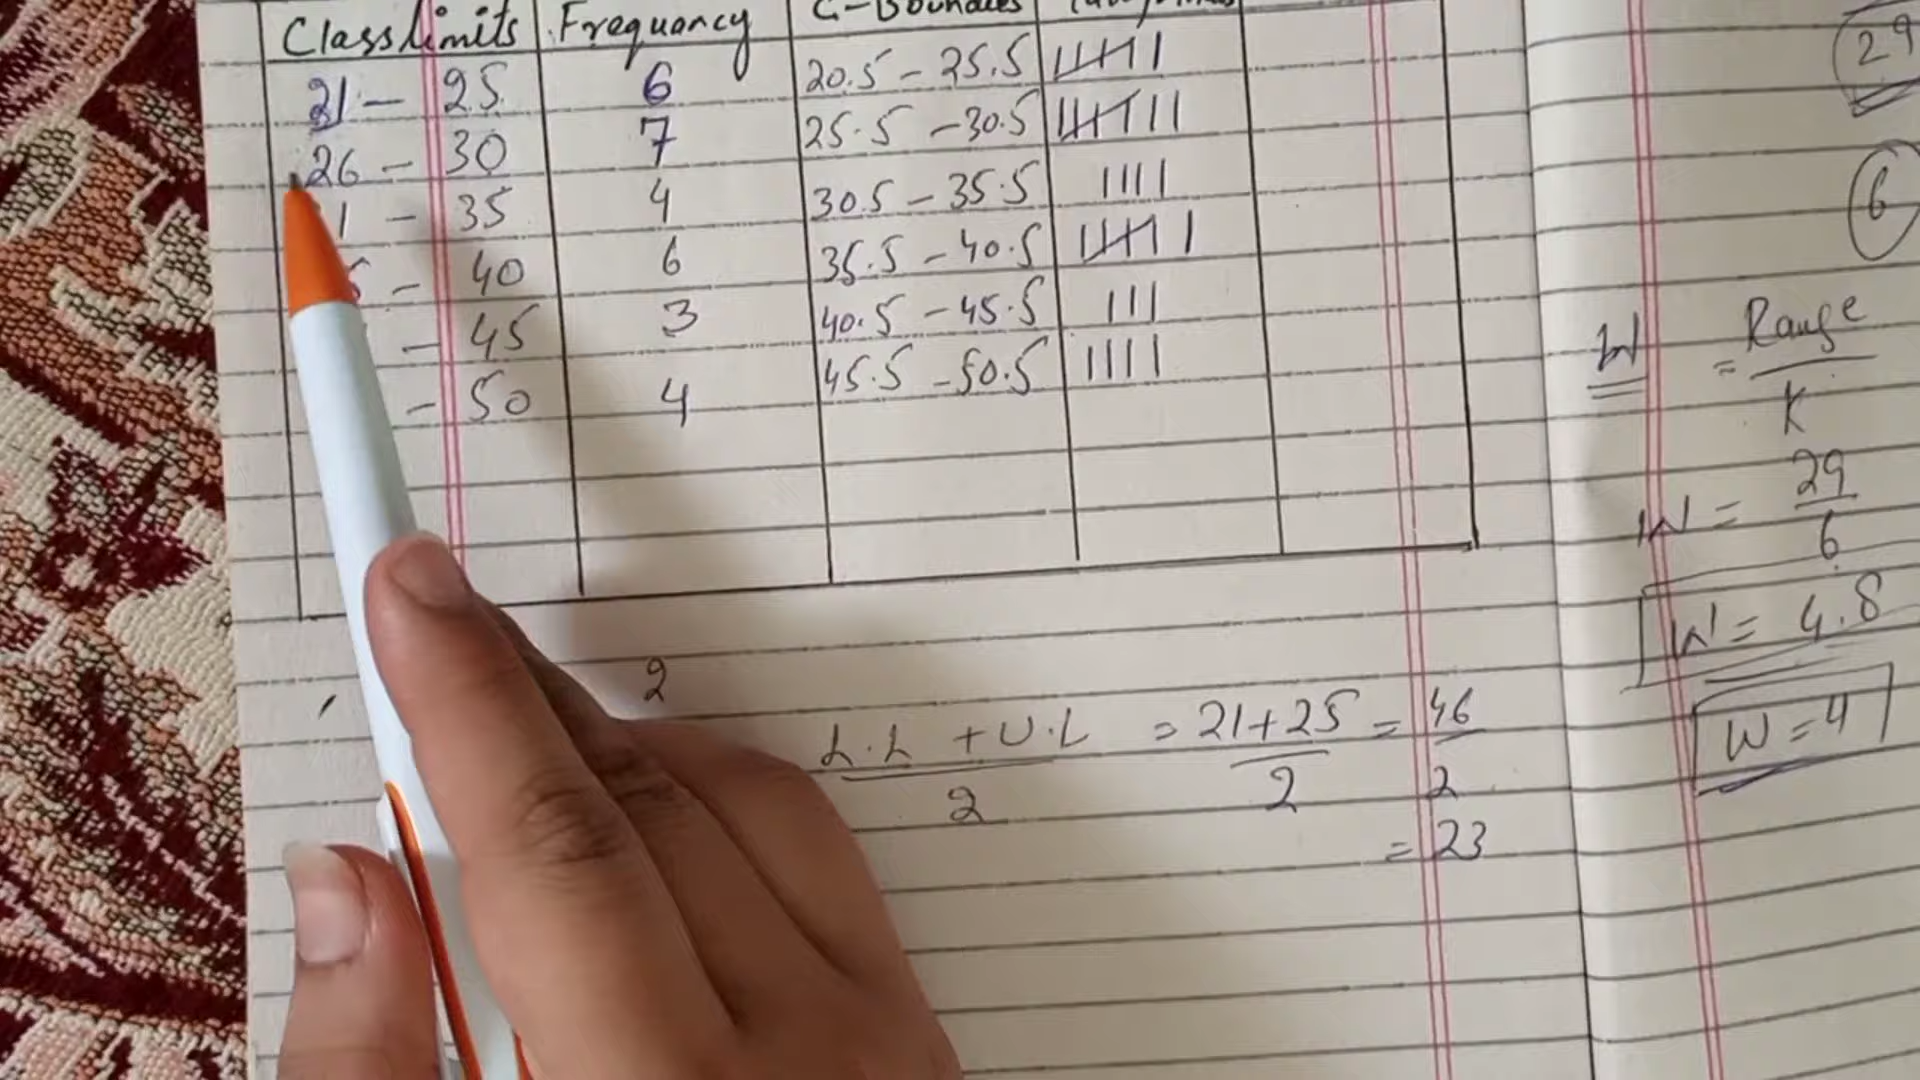 Class limits Frequancy
21 - 25 6 20.5 - 25.5
26 - 30 7 25.5 - 30.5
1 - 35 4 30.5 - 35.5
- 40 6 35.5 - 40.5
- 45 3 40.5 - 45.5
- 50 4 45.5 - 50.5
2
L.L + U.L = 21+25 = 46
2 2 2
= 23
29
6
W = Range
K
W = 29
6
W = 4.8
W = 4